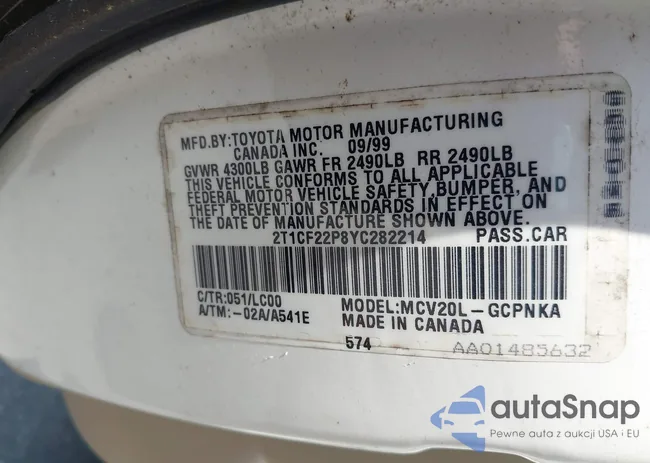 MFD.BY:TOYOTA MOTOR MANUFACTURING
CANADA INC. 09/99
GVWR 4300LB GAWR FR 2490LB RR 2490LB
THIS VEHICLE CONFORMS TO ALL APPLICABLE
FEDERAL MOTOR VEHICLE SAFETY,BUMPER, AND
THEFT PREVENTION STANDARDS IN EFFECT ON
THE DATE OF MANUFACTURE SHOWN ABOVE.
2T1CF22P8YC282214 PASS.CAR
C/TR:051/LC00 MODEL:MCV20L-GCPNKA
A/TM:-02A/A541E MADE IN CANADA
574 AA01485632
autaSnap
Pewne auta z aukcji USA i EU